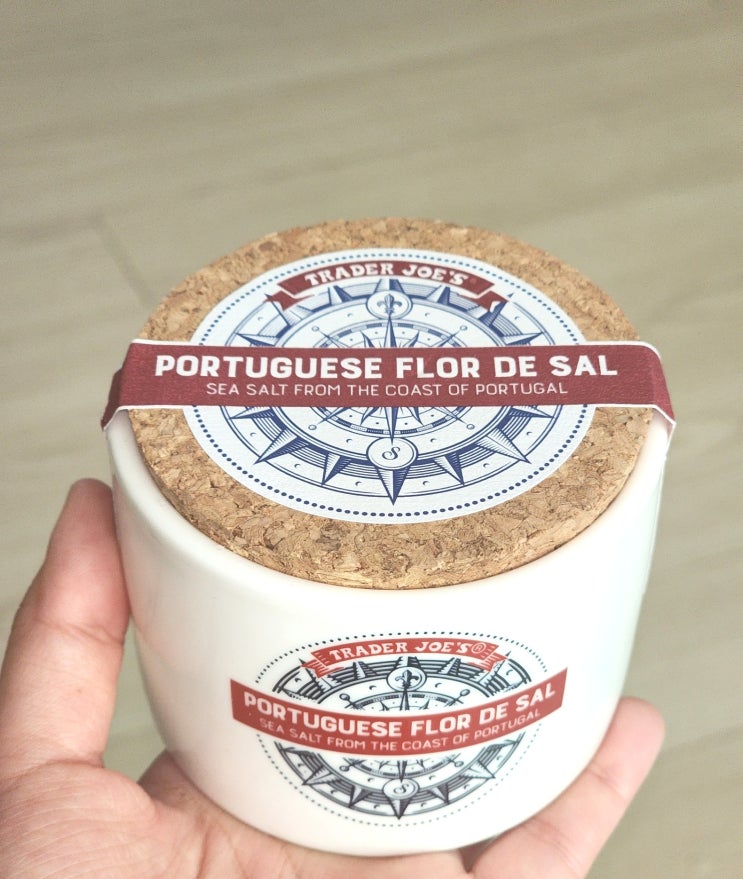 TRADER JOE'S®
PORTUGUESE FLOR DE SAL
SEA SALT FROM THE COAST OF PORTUGAL
S
TRADER JOE'S®
PORTUGUESE FLOR DE SAL
SEA SALT FROM THE COAST OF PORTUGAL
S